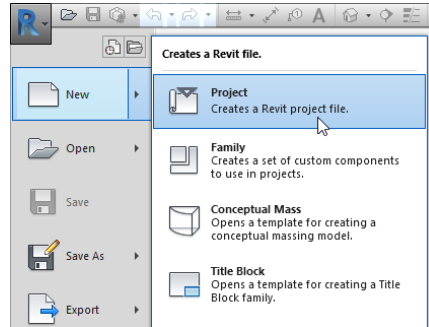 R
A
Creates a Revit file.
New
Project
Creates a Revit project file.
Open
Family
Creates a set of custom components
to use in projects.
Save
Conceptual Mass
Opens a template for creating a
conceptual massing model.
Save As
Title Block
Opens a template for creating a Title
Block family.
Export